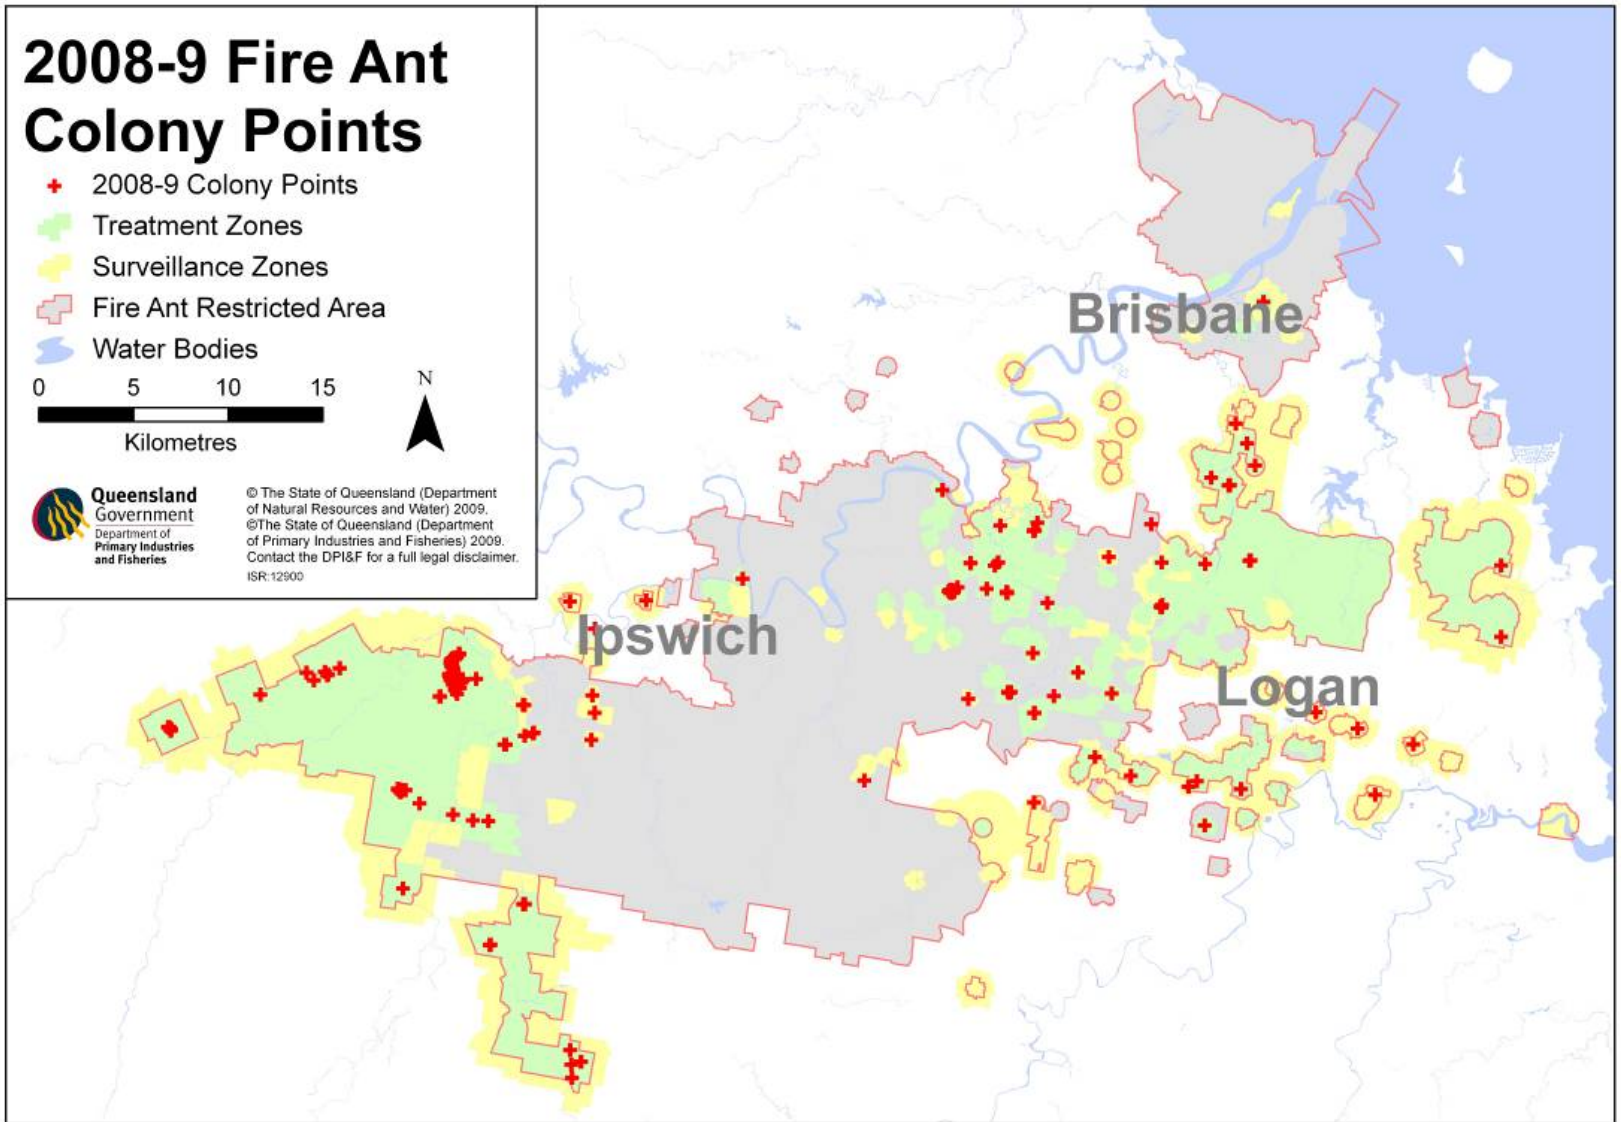 2008-9 Fire Ant
Colony Points
2008-9 Colony Points
Treatment Zones
Surveillance Zones
Fire Ant Restricted Area
Water Bodies
0 5 10 15
Kilometres
N
Queensland
Government
Department of
Primary Industries
and Fisheries
© The State of Queensland (Department
of Natural Resources and Water) 2009.
©The State of Queensland (Department
of Primary Industries and Fisheries) 2009.
Contact the DPI&F for a full legal disclaimer.
ISR:12900
Brisbane
Ipswich
Logan